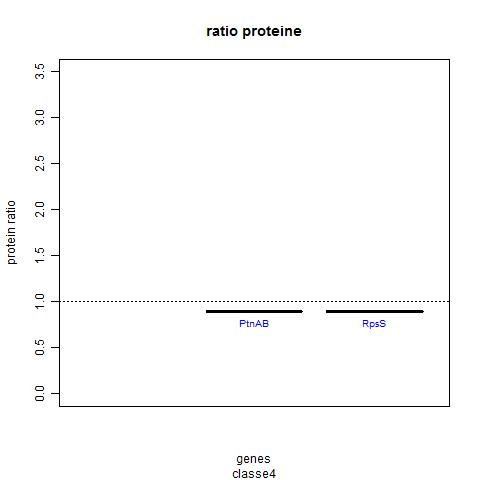 ratio proteine
3.5
3.0
2.5
2.0
1.5
1.0
0.5
0.0
protein ratio
PtnAB
RpsS
genes
classe4